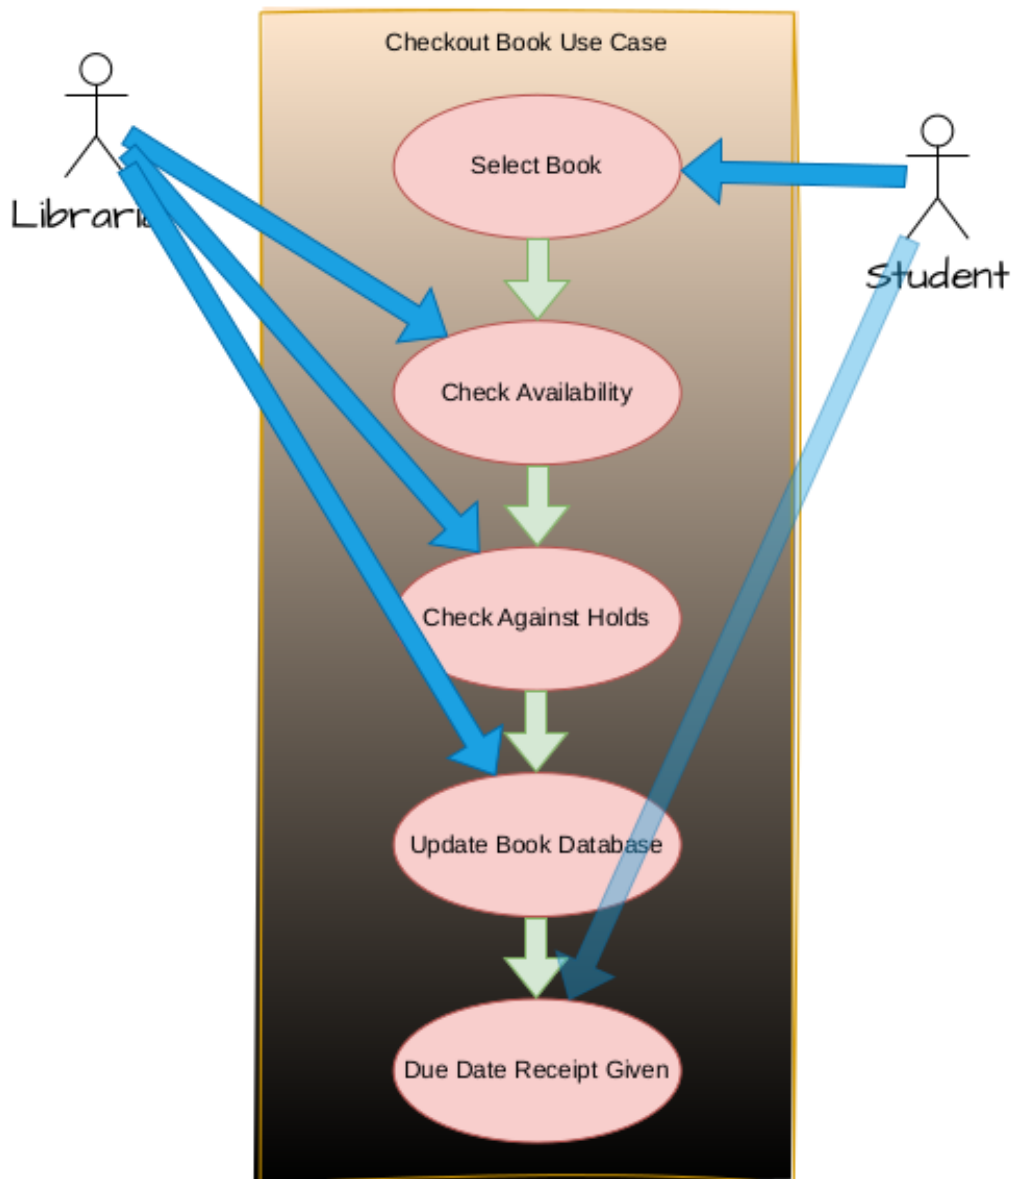 Checkout Book Use Case
Select Book
Student
Check Availability
Check Against Holds
Update Book Database
Due Date Receipt Given